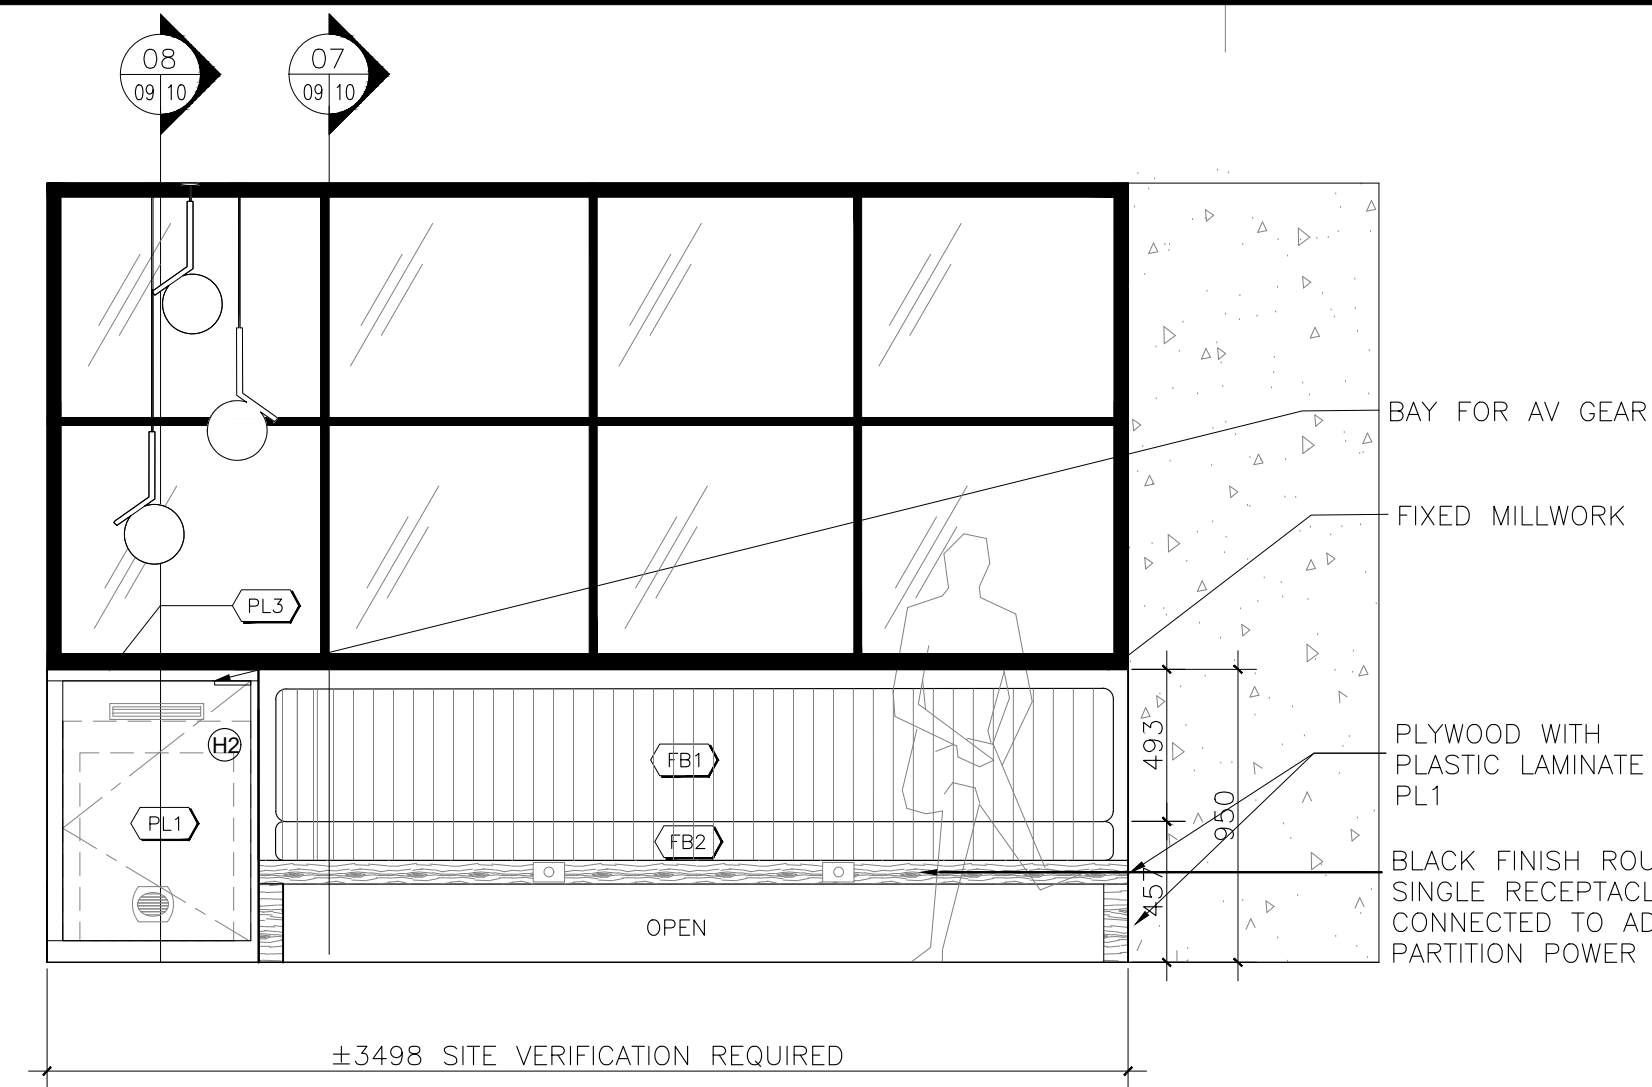 08
09 10
07
09 10
BAY FOR AV GEAR
FIXED MILLWORK
PL3
H2
PL1
FB1
FB2
OPEN
493
950
457
PLYWOOD WITH
PLASTIC LAMINATE
PL1
BLACK FINISH ROU
SINGLE RECEPTACL
CONNECTED TO AD
PARTITION POWER
±3498 SITE VERIFICATION REQUIRED